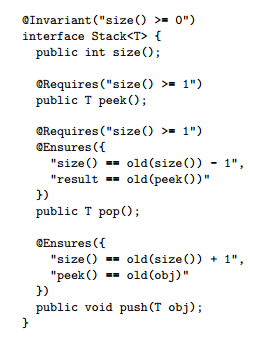 @Invariant("size() >= 0")
interface Stack<T> {
  public int size();

  @Requires("size() >= 1")
  public T peek();

  @Requires("size() >= 1")
  @Ensures({
    "size() == old(size()) - 1",
    "result == old(peek())"
  })
  public T pop();

  @Ensures({
    "size() == old(size()) + 1",
    "peek() == old(obj)"
  })
  public void push(T obj);
}